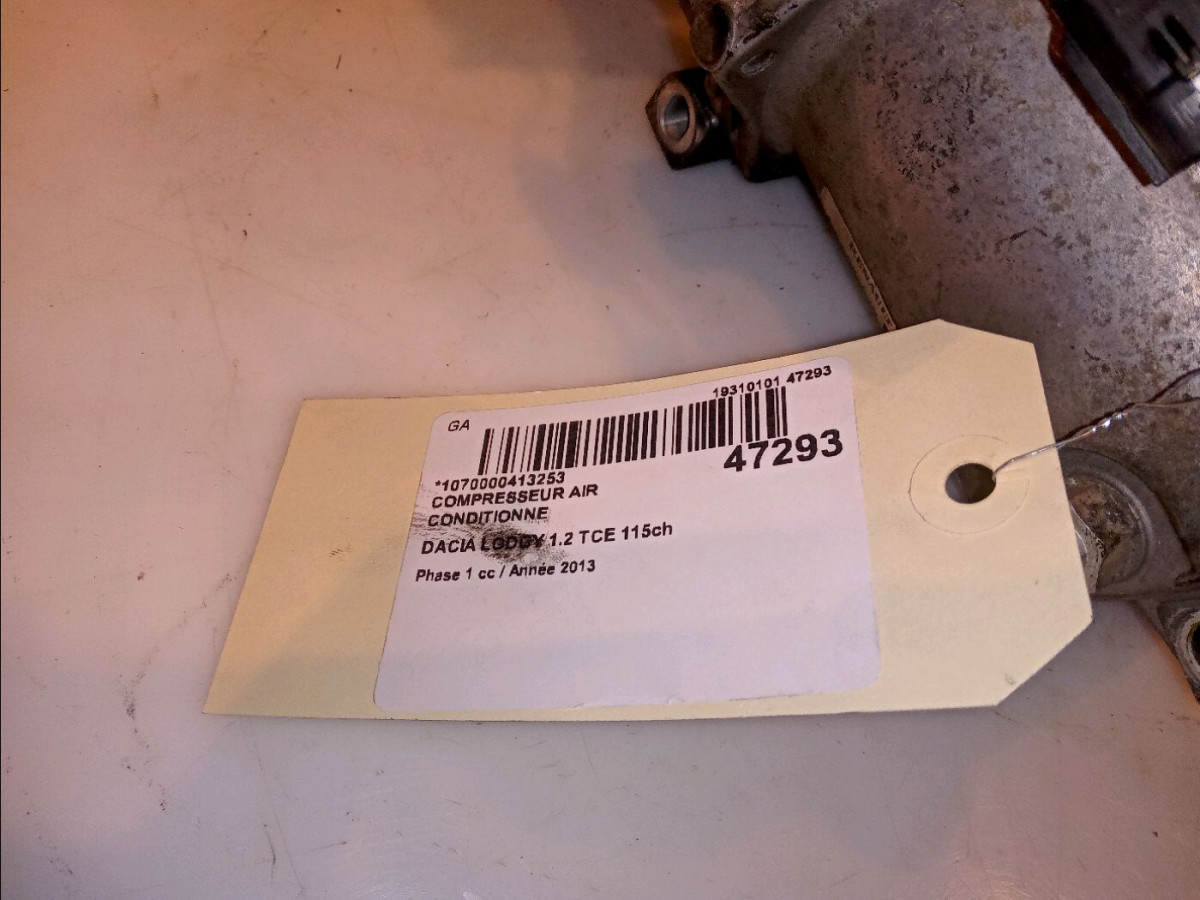 GA
19310101 47293
47293
*1070000413253
COMPRESSEUR AIR
CONDITIONNE
DACIA LODGY 1.2 TCE 115ch
Phase 1 cc / Année 2013